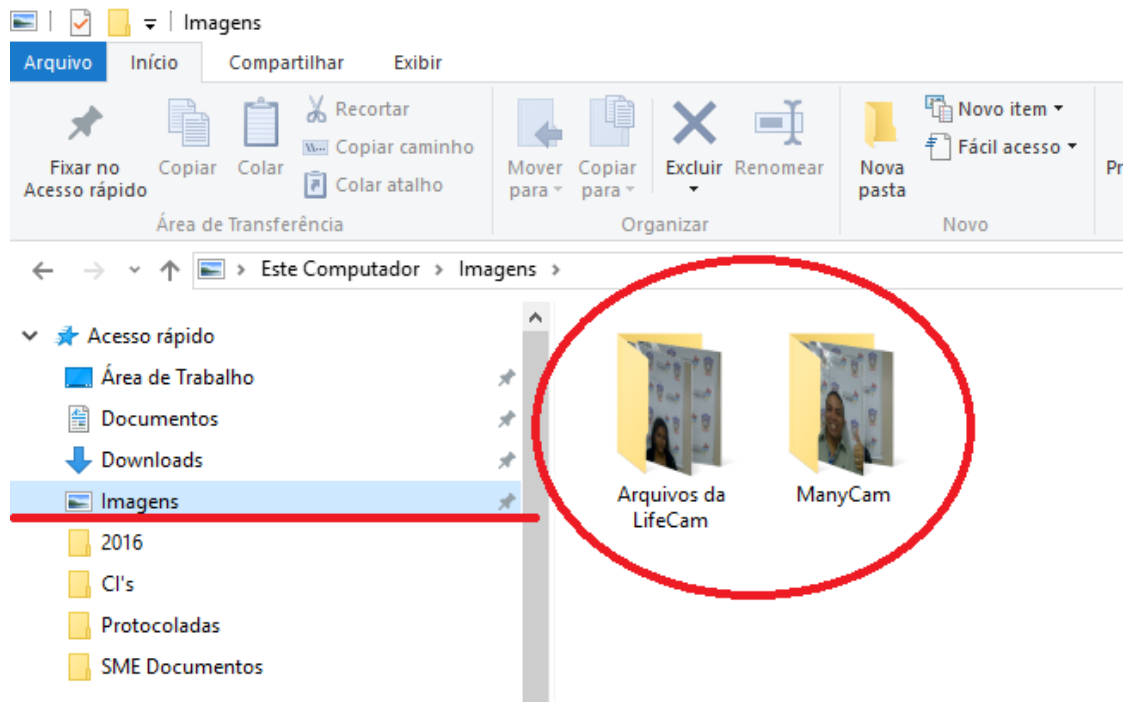 Imagens
Arquivo Início Compartilhar Exibir
Fixar no
Acesso rápido
Copiar
Colar
Recortar
Copiar caminho
Colar atalho
Área de Transferência
Mover
para
Copiar
para
Excluir
Renomear
Organizar
Nova
pasta
Novo item
Fácil acesso
Novo
Pr
Este Computador > Imagens >
Acesso rápido
Área de Trabalho
Documentos
Downloads
Imagens
2016
CI's
Protocoladas
SME Documentos
Arquivos da
LifeCam
ManyCam